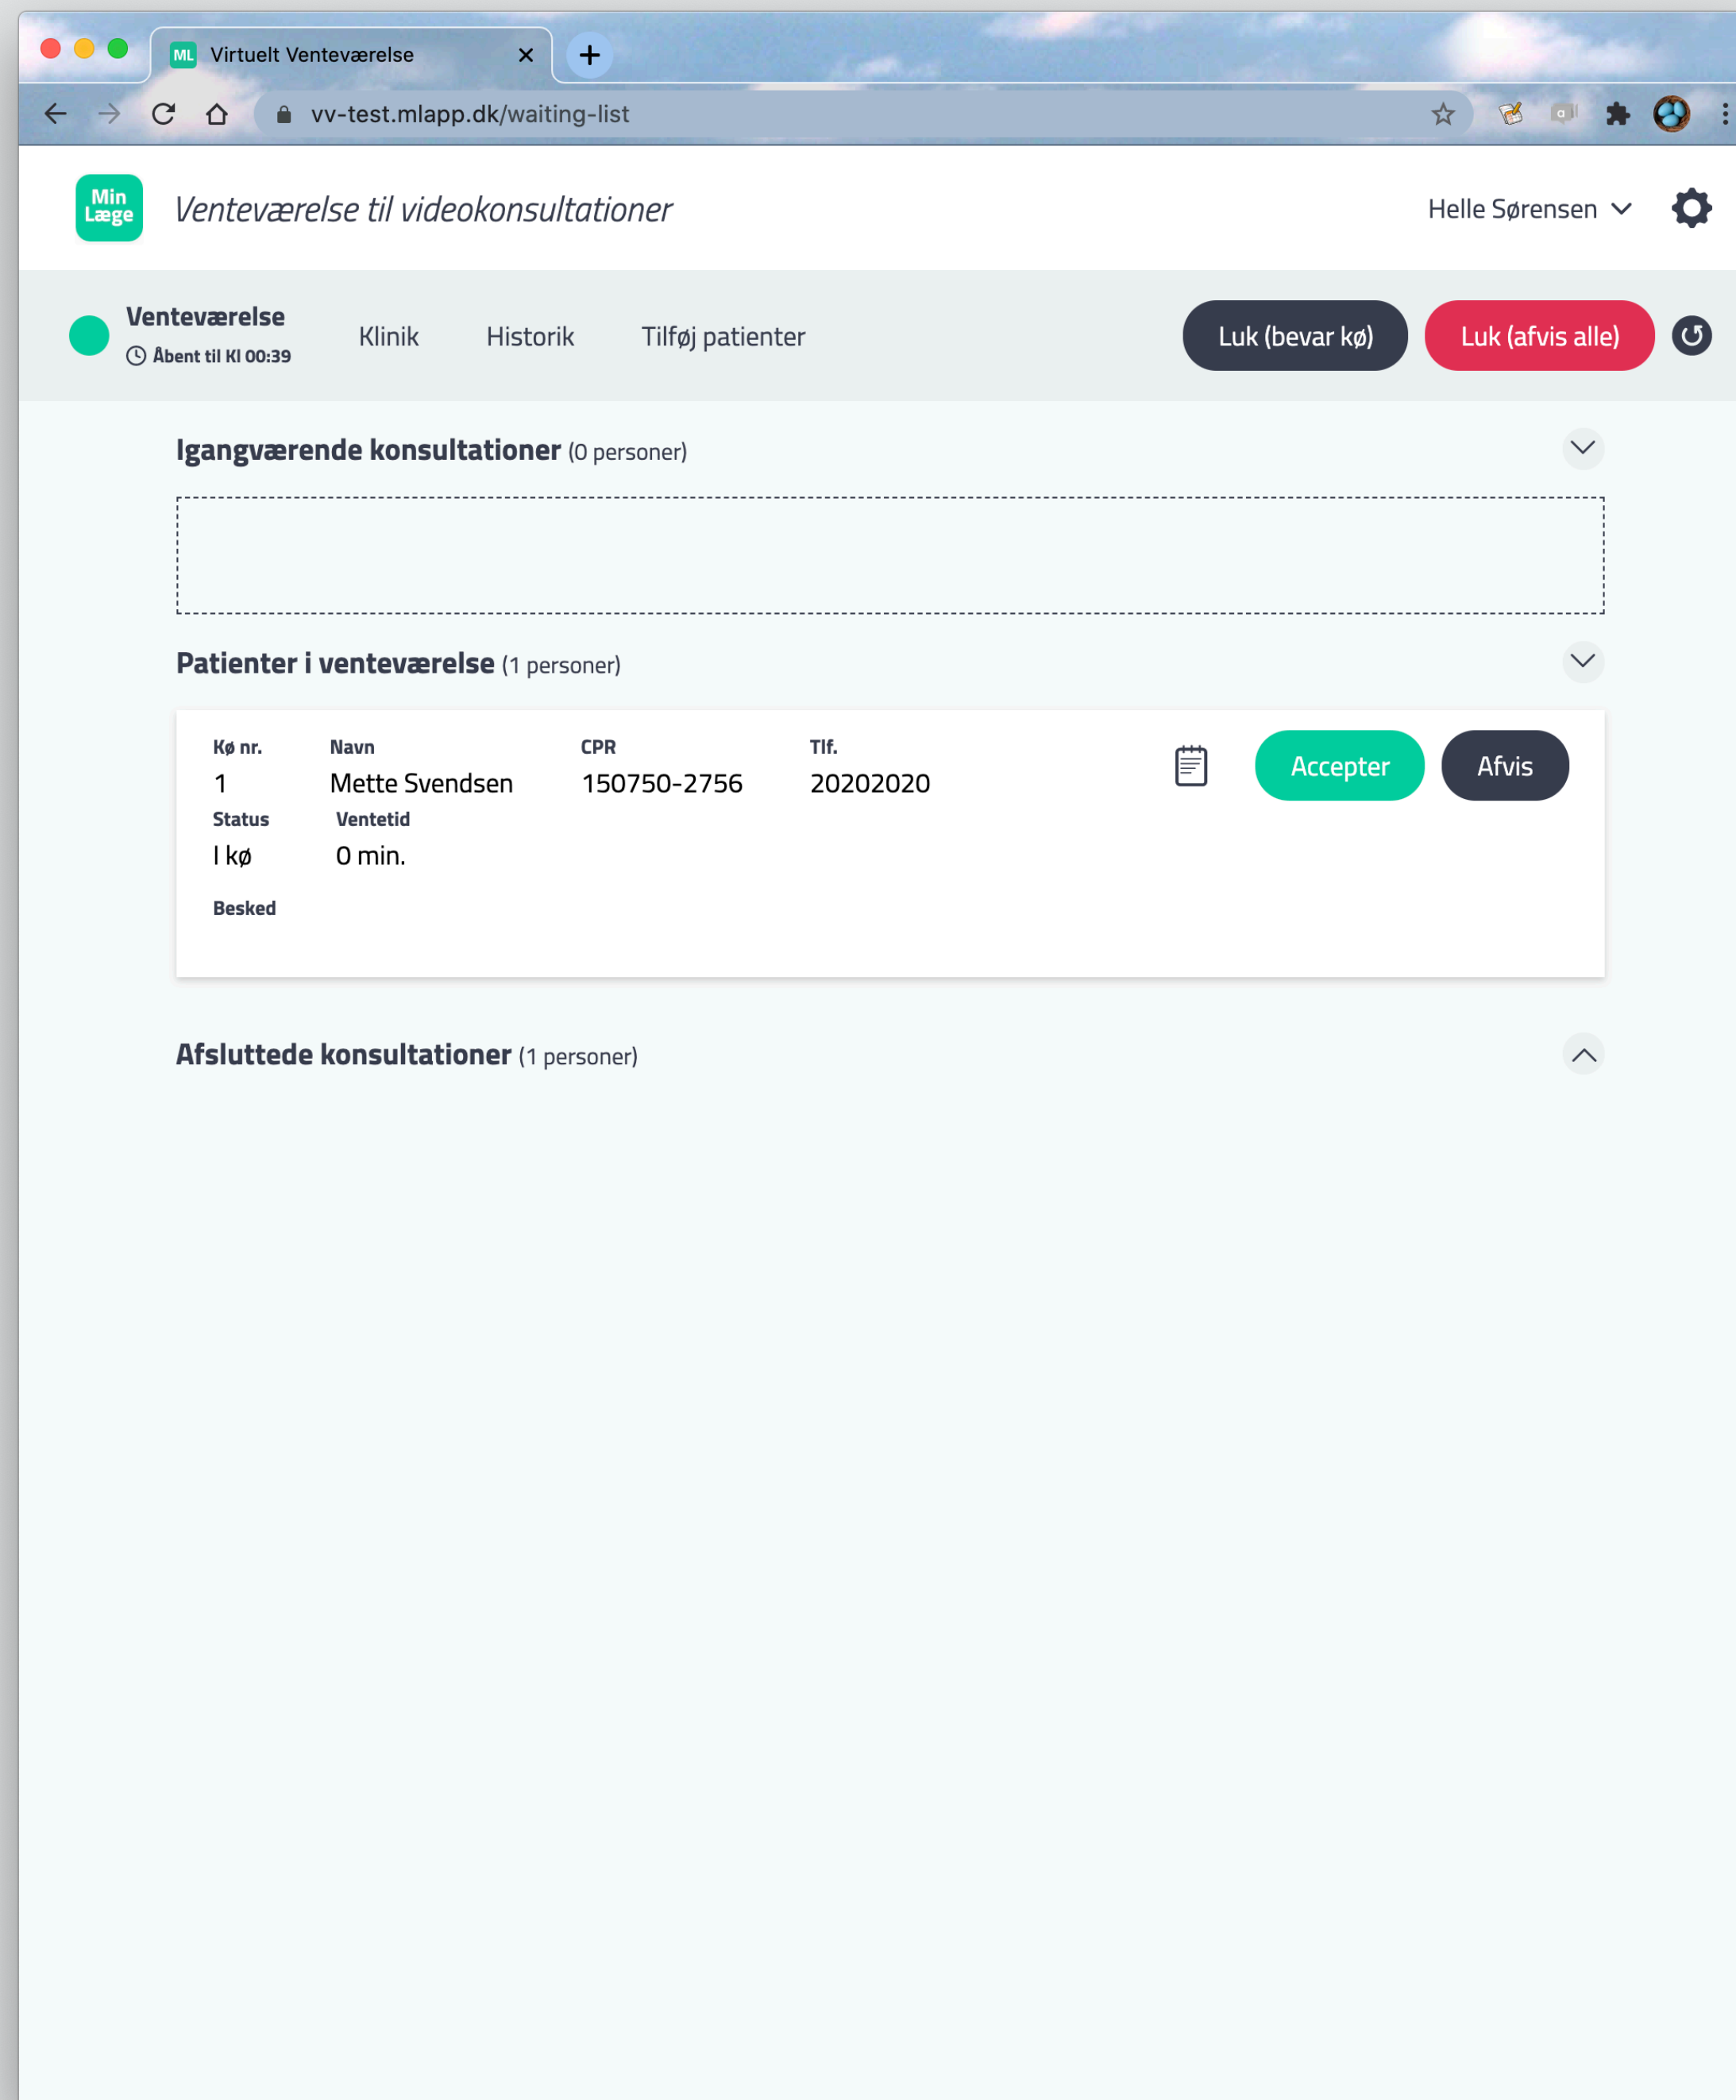 ML Virtuelt Venteværelse
vv-test.mlapp.dk/waiting-list
Min
Læge
Venteværelse til videokonsultationer
Helle Sørensen
Venteværelse
Åbent til Kl 00:39
Klinik
Historik
Tilføj patienter
Luk (bevar kø)
Luk (afvis alle)
Igangværende konsultationer (0 personer)
Patienter i venteværelse (1 personer)
Kø nr. Navn CPR Tlf.
1 Mette Svendsen 150750-2756 20202020
Accepter
Afvis
Status Ventetid
I kø 0 min.
Besked
Afsluttede konsultationer (1 personer)